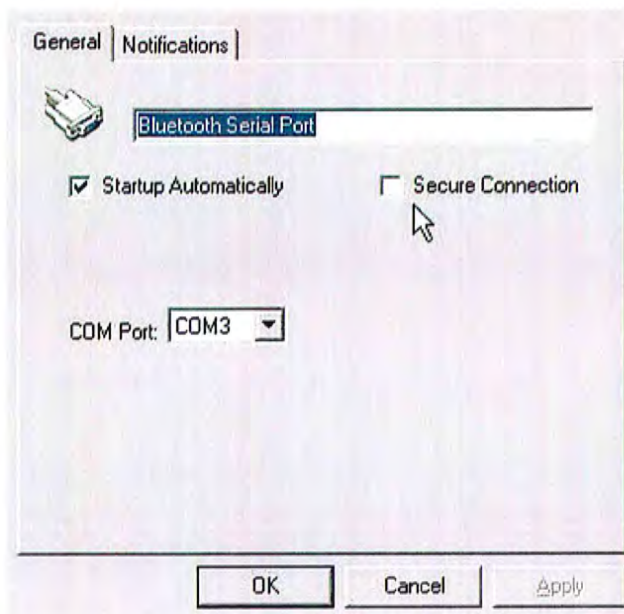 General Notifications
Bluetooth Serial Port
Startup Automatically Secure Connection
COM Port: COM3
OK Cancel Apply